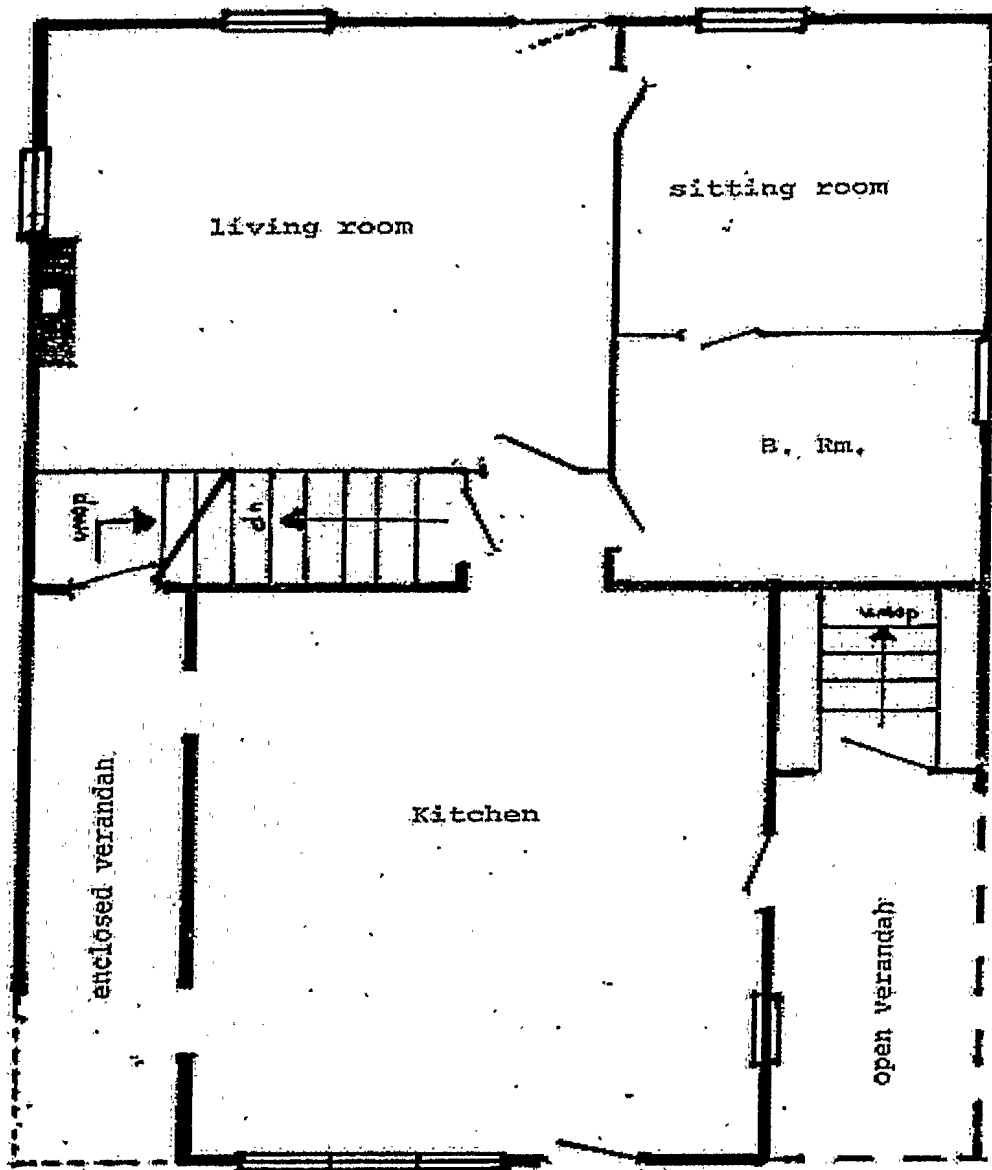 sitting room
living room
B. Rm.
down
up
down
Kitchen
enclosed verandah
open verandah